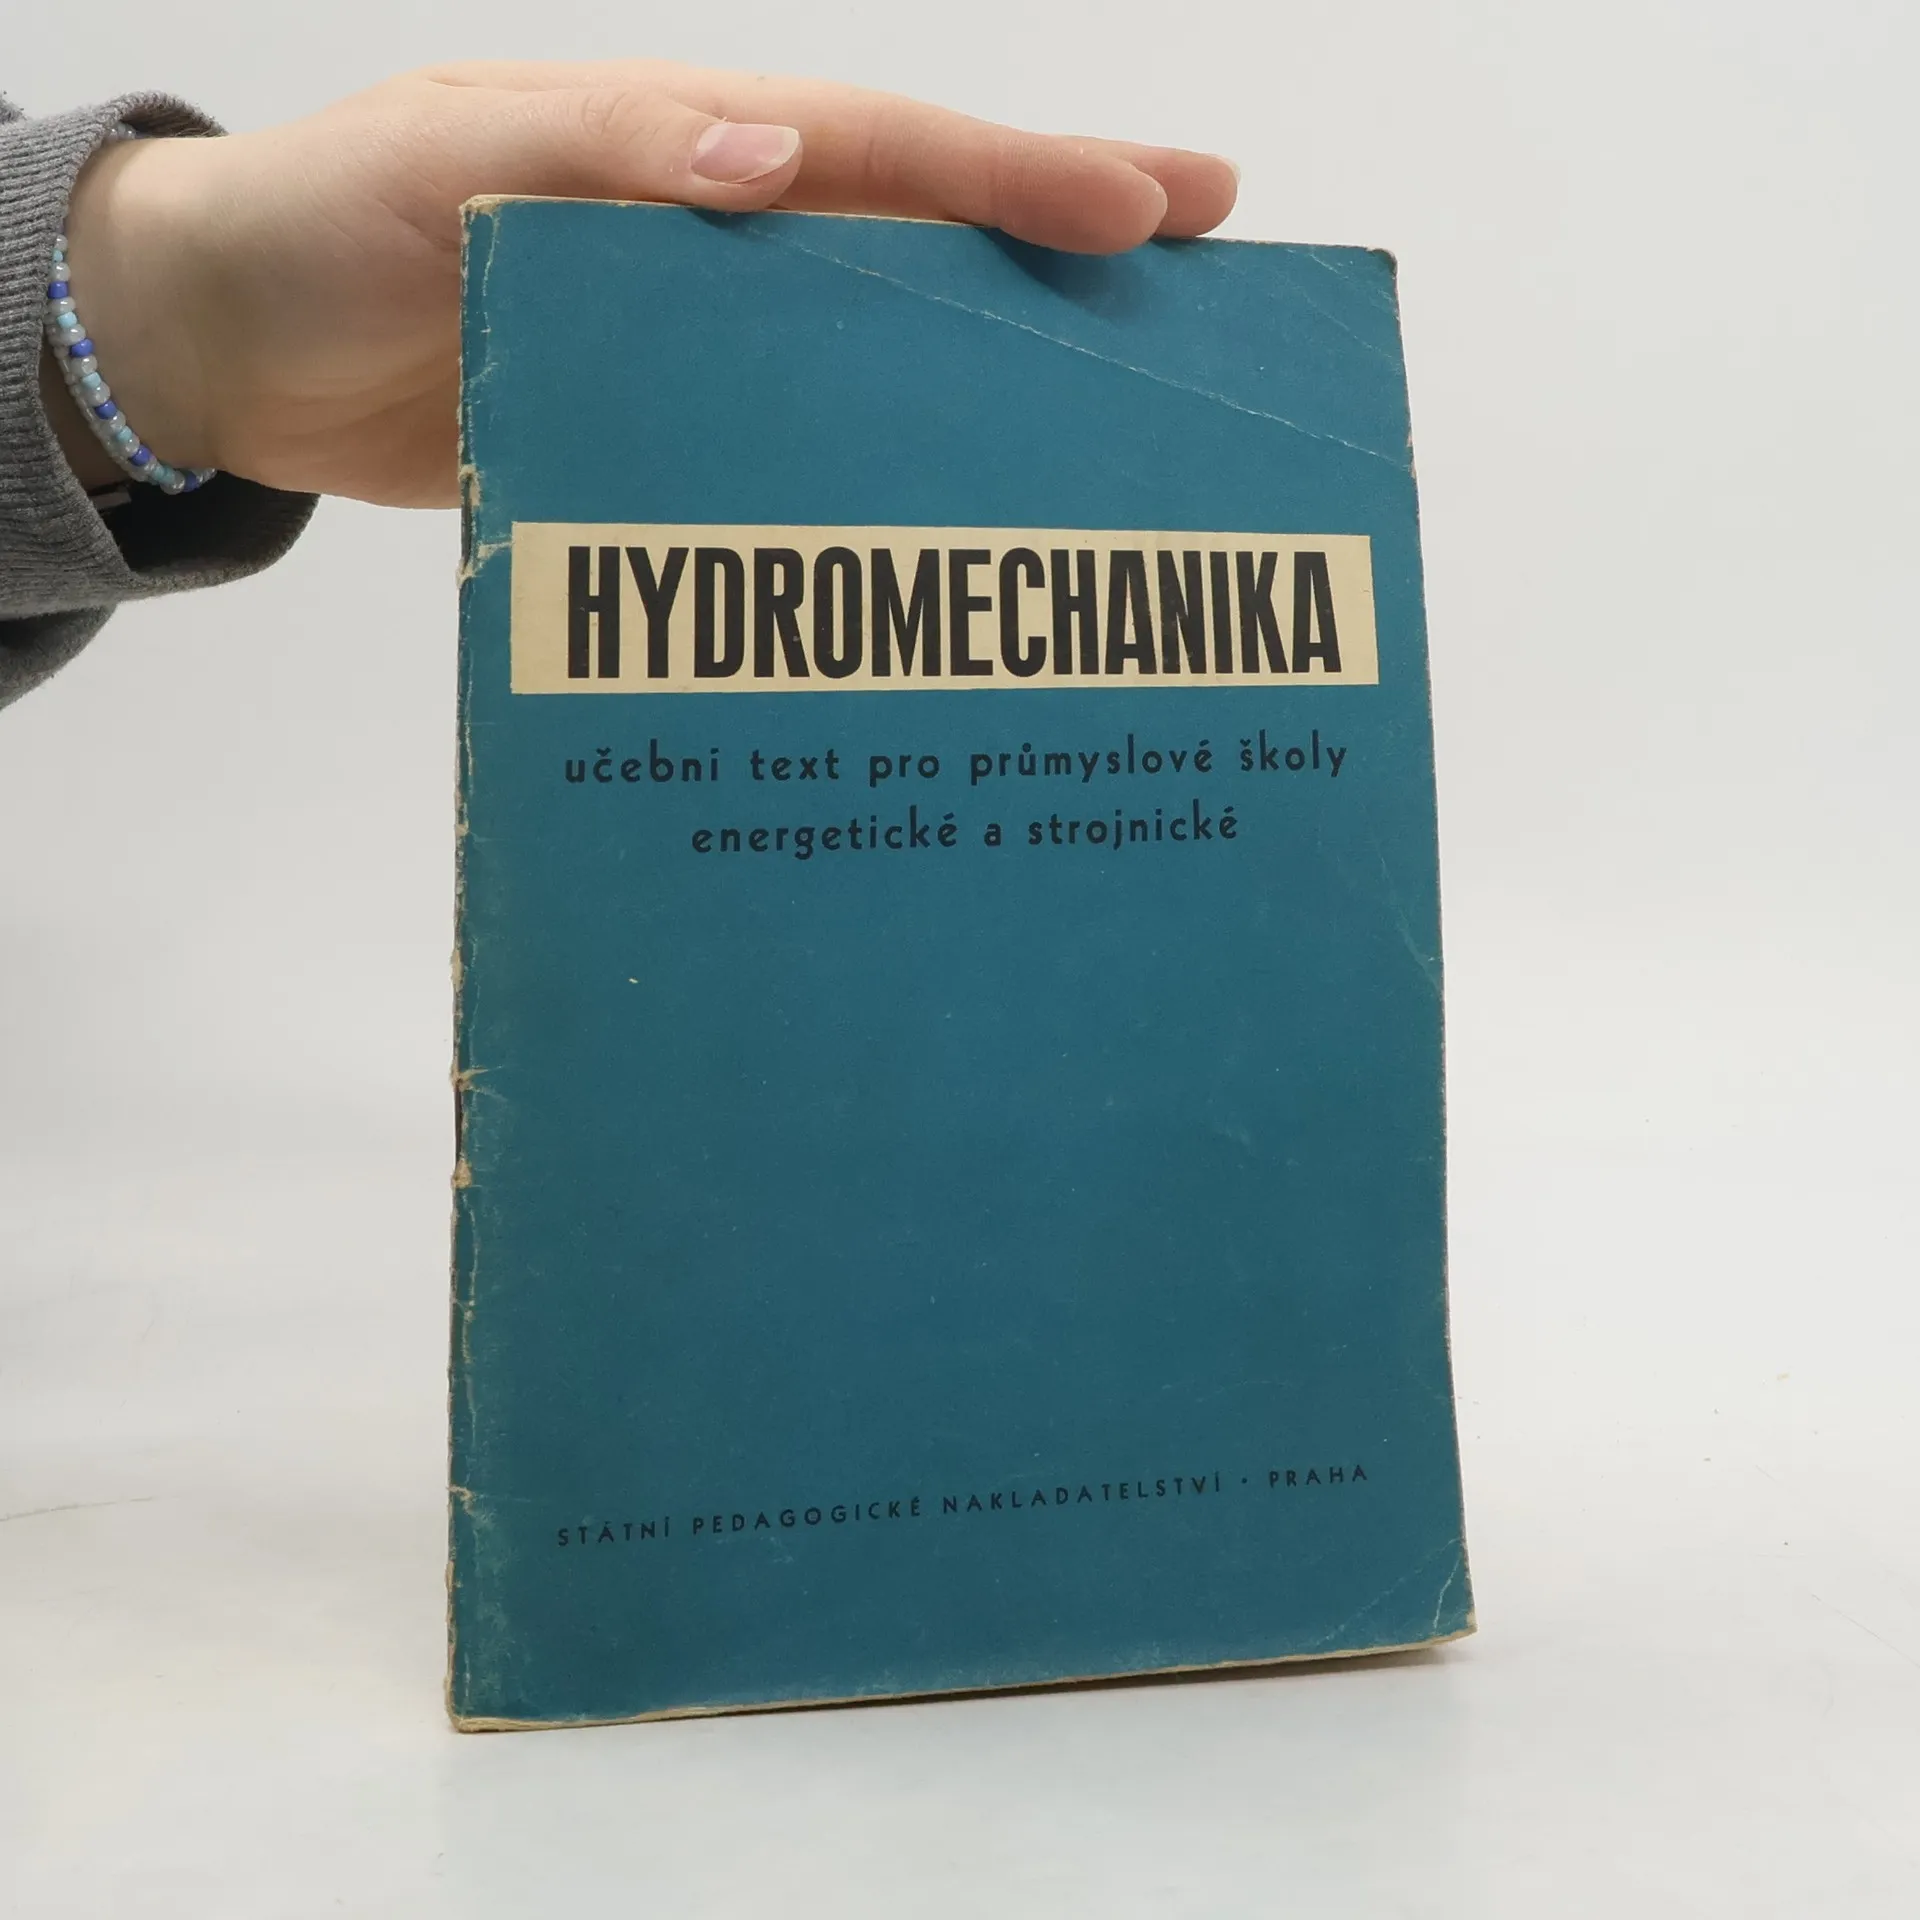 HYDROMECHANIKA
učební text pro průmyslové školy
energetické a strojnické
STÁTNÍ PEDAGOGICKÉ NAKLADATELSTVÍ · PRAHA